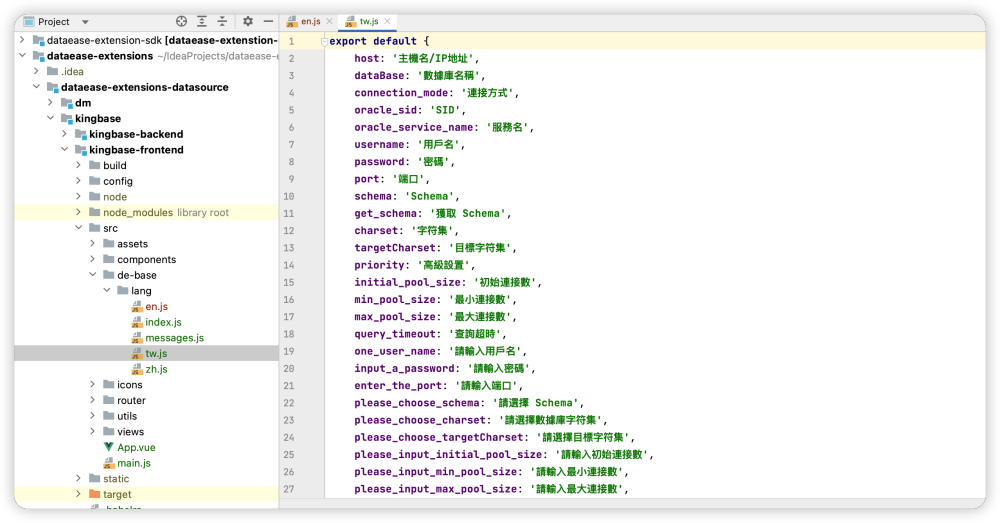 Project
dataease-extension-sdk [dataease-extenstion-
dataease-extensions ~/IdeaProjects/dataease-e
.idea
dataease-extensions-datasource
dm
kingbase
kingbase-backend
kingbase-frontend
build
config
node
node_modules library root
src
assets
components
de-base
lang
en.js
index.js
messages.js
tw.js
zh.js
icons
router
utils
views
App.vue
main.js
static
target
en.js
tw.js
1 export default {
2 host: '主機名/IP地址',
3 dataBase: '數據庫名稱',
4 connection_mode: '連接方式',
5 oracle_sid: 'SID',
6 oracle_service_name: '服務名',
7 username: '用戶名',
8 password: '密碼',
9 port: '端口',
10 schema: 'Schema',
11 get_schema: '獲取 Schema',
12 charset: '字符集',
13 targetCharset: '目標字符集',
14 priority: '高級設置',
15 initial_pool_size: '初始連接數',
16 min_pool_size: '最小連接數',
17 max_pool_size: '最大連接數',
18 query_timeout: '查詢超時',
19 one_user_name: '請輸入用戶名',
20 input_a_password: '請輸入密碼',
21 enter_the_port: '請輸入端口',
22 please_choose_schema: '請選擇 Schema',
23 please_choose_charset: '請選擇數據庫字符集',
24 please_choose_targetCharset: '請選擇目標字符集',
25 please_input_initial_pool_size: '請輸入初始連接數',
26 please_input_min_pool_size: '請輸入最小連接數',
27 please_input_max_pool_size: '請輸入最大連接數',